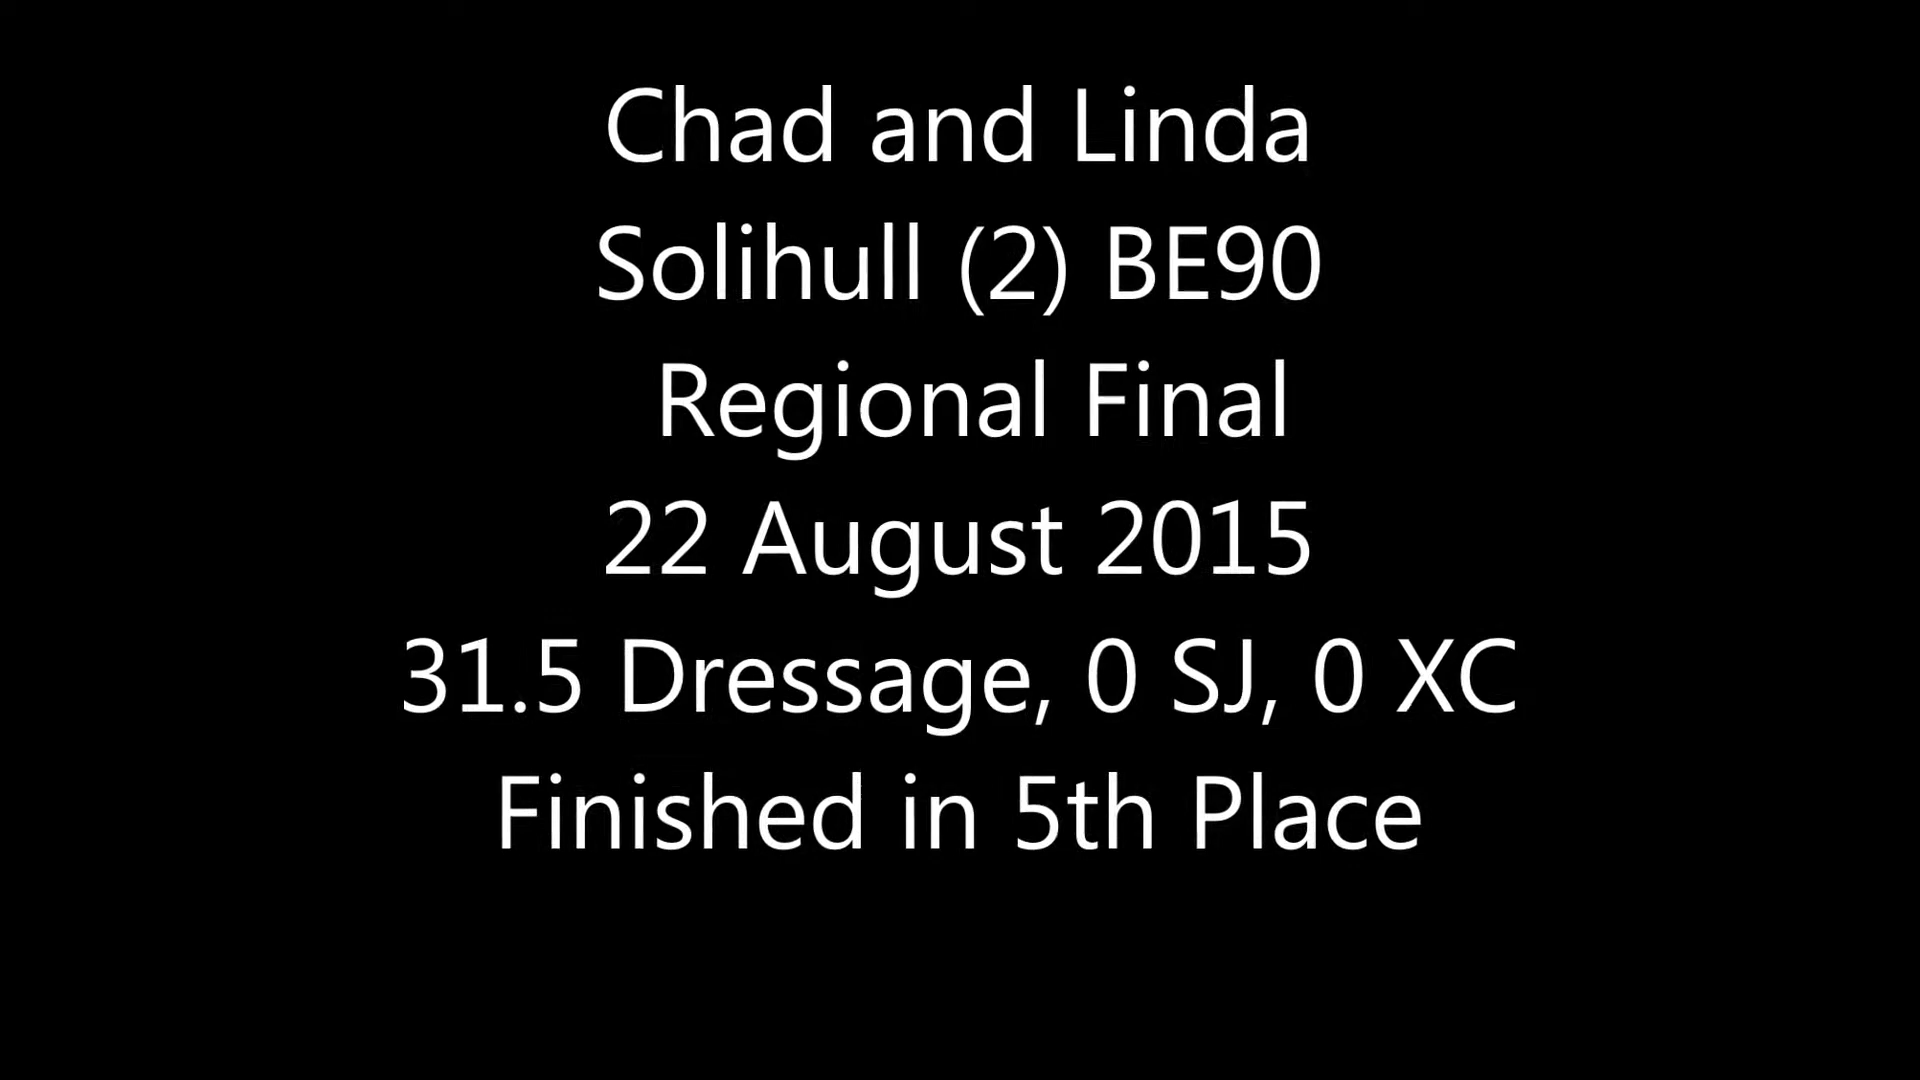 Chad and Linda
Solihull (2) BE90
Regional Final
22 August 2015
31.5 Dressage, 0 SJ, 0 XC
Finished in 5th Place